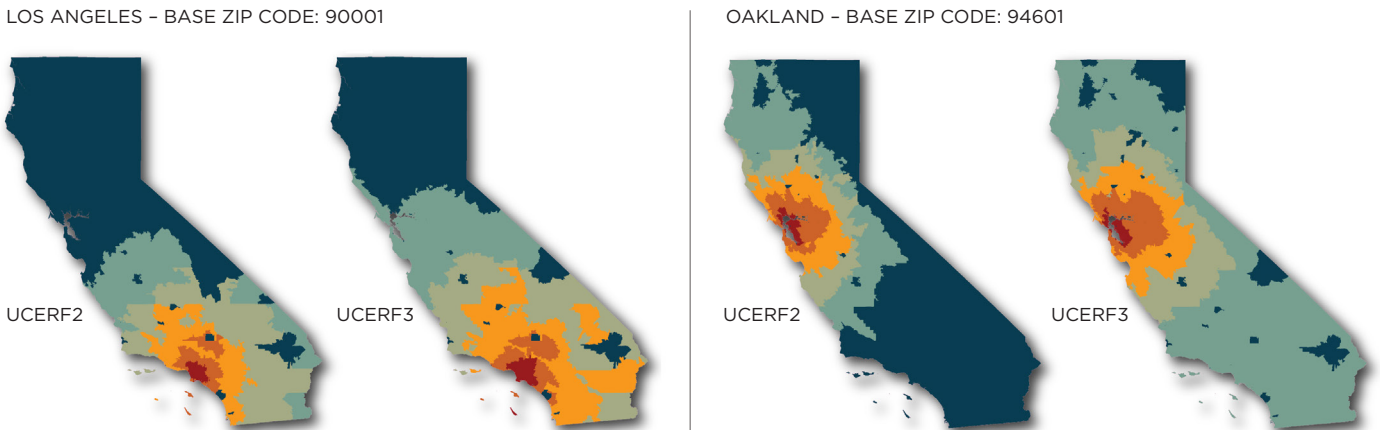 LOS ANGELES – BASE ZIP CODE: 90001
UCERF2
UCERF3
OAKLAND – BASE ZIP CODE: 94601
UCERF2
UCERF3